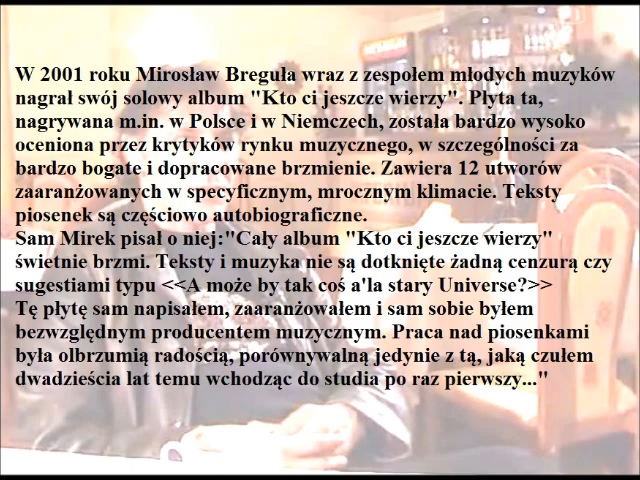 W 2001 roku Mirosław Breguła wraz z zespołem młodych muzyków
nagrał swój solowy album "Kto ci jeszcze wierzy". Płyta ta,
nagrywana m.in. w Polsce i w Niemczech, została bardzo wysoko
oceniona przez krytyków rynku muzycznego, w szczególności za
bardzo bogate i dopracowane brzmienie. Zawiera 12 utworów
zaaranżowanych w specyficznym, mrocznym klimacie. Teksty
piosenek są częściowo autobiograficzne.
Sam Mirek pisał o niej:"Cały album "Kto ci jeszcze wierzy"
świetnie brzmi. Teksty i muzyka nie są dotknięte żadną cenzurą czy
sugestiami typu <<A może by tak coś a'la stary Universe?>>
Tę płytę sam napisałem, zaaranżowałem i sam sobie byłem
bezwzględnym producentem muzycznym. Praca nad piosenkami
była olbrzymią radością, porównywalną jedynie z tą, jaką czułem
dwadzieścia lat temu wchodząc do studia po raz pierwszy..."